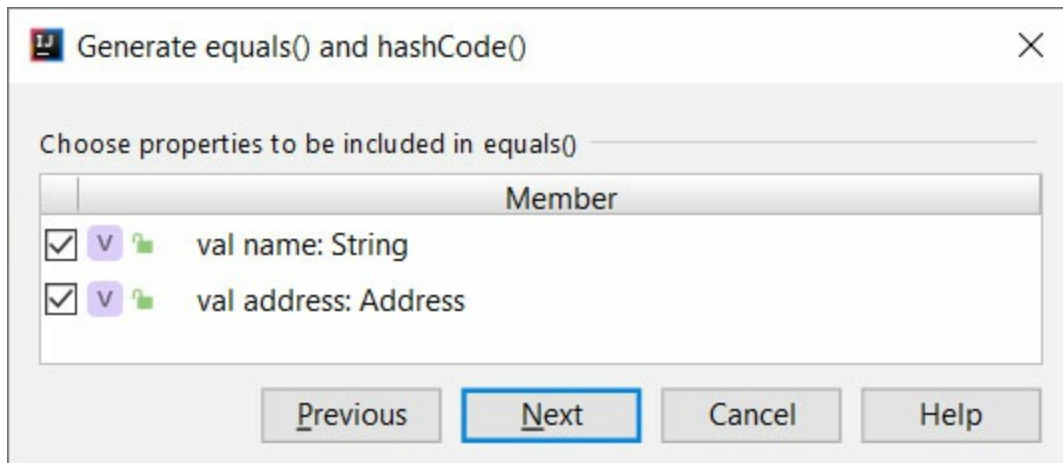 IJ Generate equals() and hashCode()
Choose properties to be included in equals()
Member
V val name: String
V val address: Address
Previous Next Cancel Help